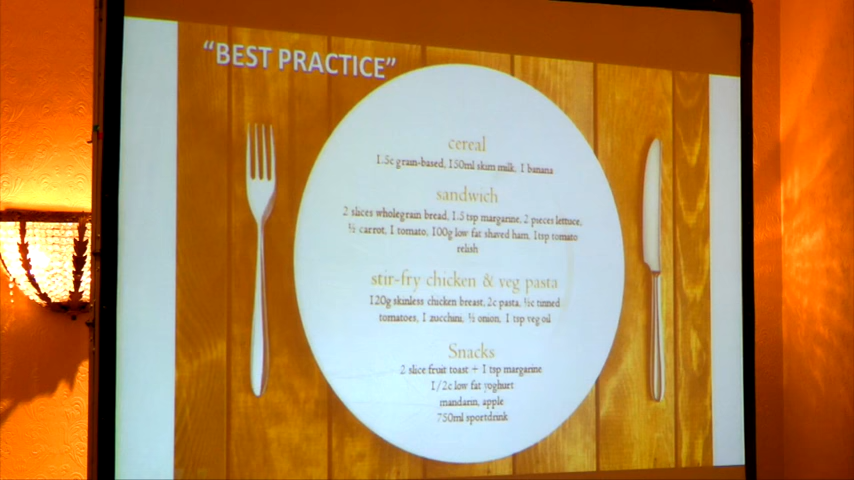 “BEST PRACTICE”
cereal
1.5c grain-based, 150ml skim milk, 1 banana
sandwich
2 slices wholegrain bread, 1.5 tsp margarine, 2 pieces lettuce,
½ carrot, 1 tomato, 100g low fat shaved ham, 1tsp tomato
relish
stir-fry chicken & veg pasta
120g skinless chicken breast, 2c pasta, ½c tinned
tomatoes, 1 zucchini, ½ onion, 1 tsp veg oil
Snacks
2 slice fruit toast + 1 tsp margarine
1/2c low fat yoghurt
mandarin, apple
750ml sportdrink